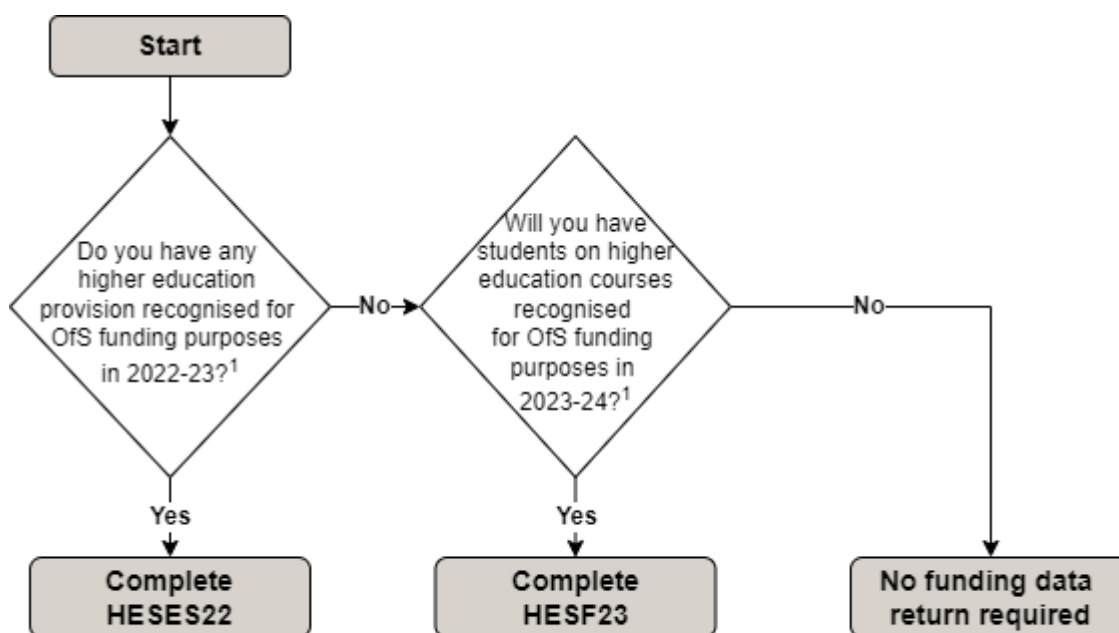 Start
Do you have any
higher education
provision recognised for
OfS funding purposes
in 2022-23?¹
No
Will you have
students on higher
education courses
recognised
for OfS funding
purposes in
2023-24?¹
No
Yes
Yes
Complete
HESES22
Complete
HESF23
No funding data
return required